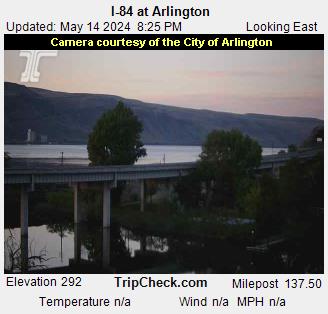 I-84 at Arlington
Updated: May 14 2024 8:25 PM Looking East
Camera courtesy of the City of Arlington
Elevation 292 TripCheck.com Milepost 137.50
Temperature n/a Wind n/a MPH n/a